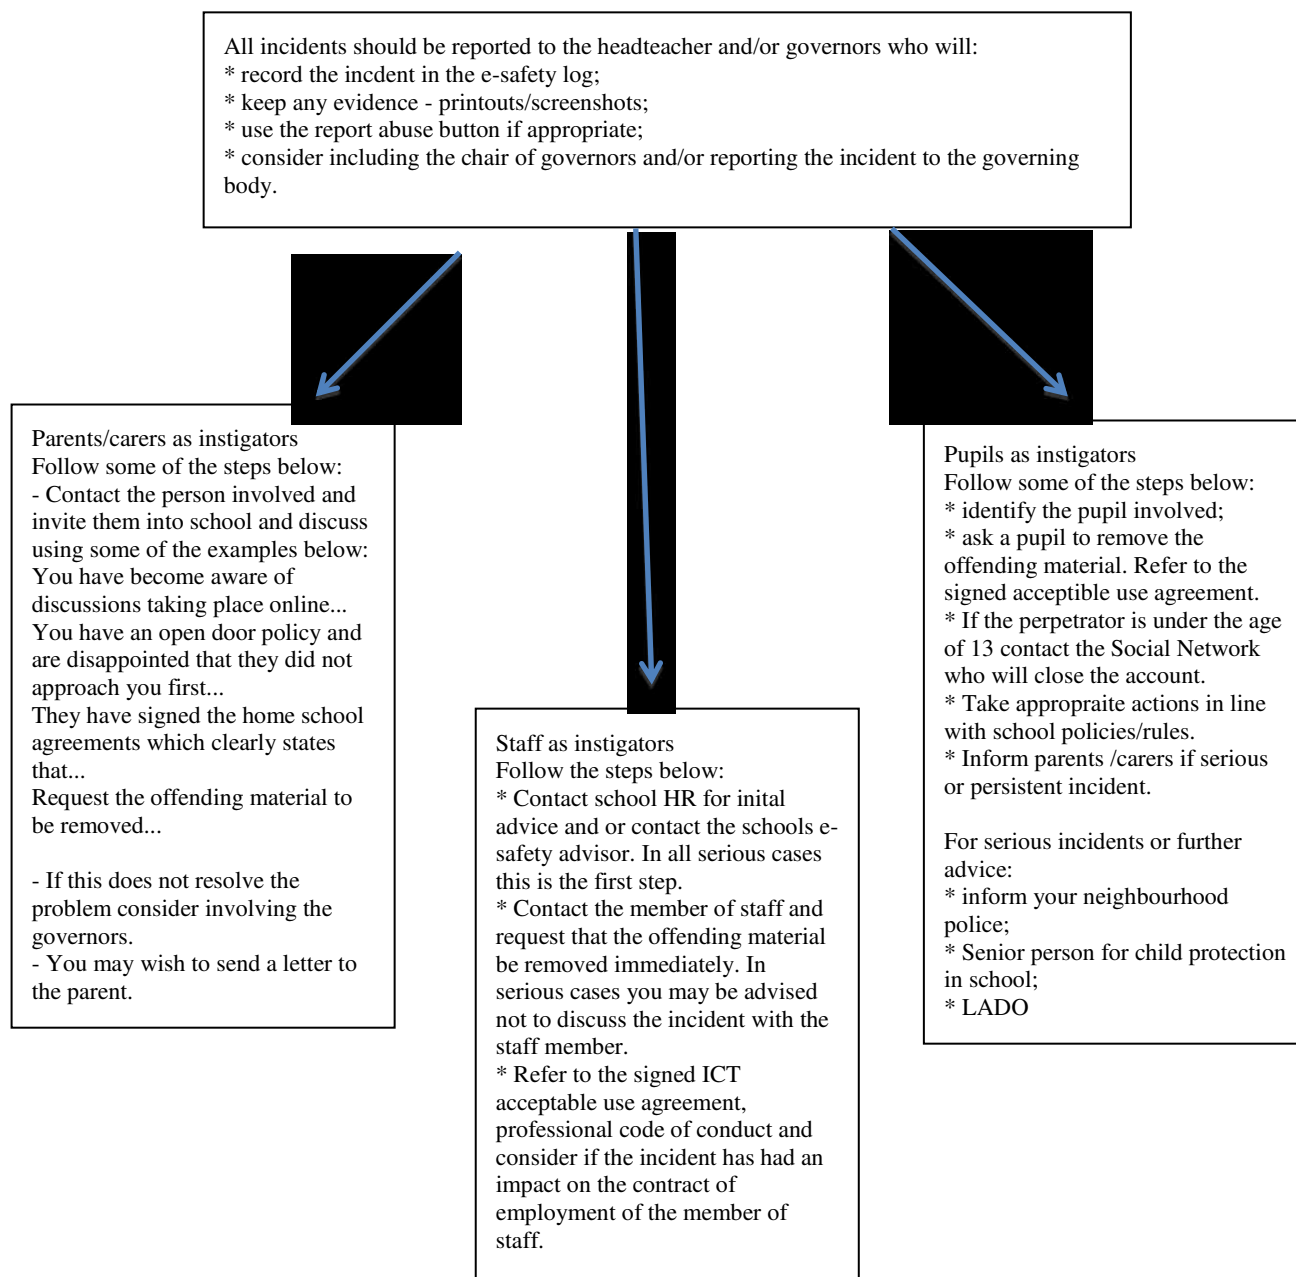 All incidents should be reported to the headteacher and/or governors who will:
* record the incdent in the e-safety log;
* keep any evidence - printouts/screenshots;
* use the report abuse button if appropriate;
* consider including the chair of governors and/or reporting the incident to the governing
body.
Parents/carers as instigators
Follow some of the steps below:
- Contact the person involved and
invite them into school and discuss
using some of the examples below:
You have become aware of
discussions taking place online...
You have an open door policy and
are disappointed that they did not
approach you first...
They have signed the home school
agreements which clearly states
that...
Request the offending material to
be removed...
- If this does not resolve the
problem consider involving the
governors.
- You may wish to send a letter to
the parent.
Staff as instigators
Follow the steps below:
* Contact school HR for inital
advice and or contact the schools e-
safety advisor. In all serious cases
this is the first step.
* Contact the member of staff and
request that the offending material
be removed immediately. In
serious cases you may be advised
not to discuss the incident with the
staff member.
* Refer to the signed ICT
acceptable use agreement,
professional code of conduct and
consider if the incident has had an
impact on the contract of
employment of the member of
staff.
Pupils as instigators
Follow some of the steps below:
* identify the pupil involved;
* ask a pupil to remove the
offending material. Refer to the
signed acceptible use agreement.
* If the perpetrator is under the age
of 13 contact the Social Network
who will close the account.
* Take appropraite actions in line
with school policies/rules.
* Inform parents /carers if serious
or persistent incident.
For serious incidents or further
advice:
* inform your neighbourhood
police;
* Senior person for child protection
in school;
* LADO